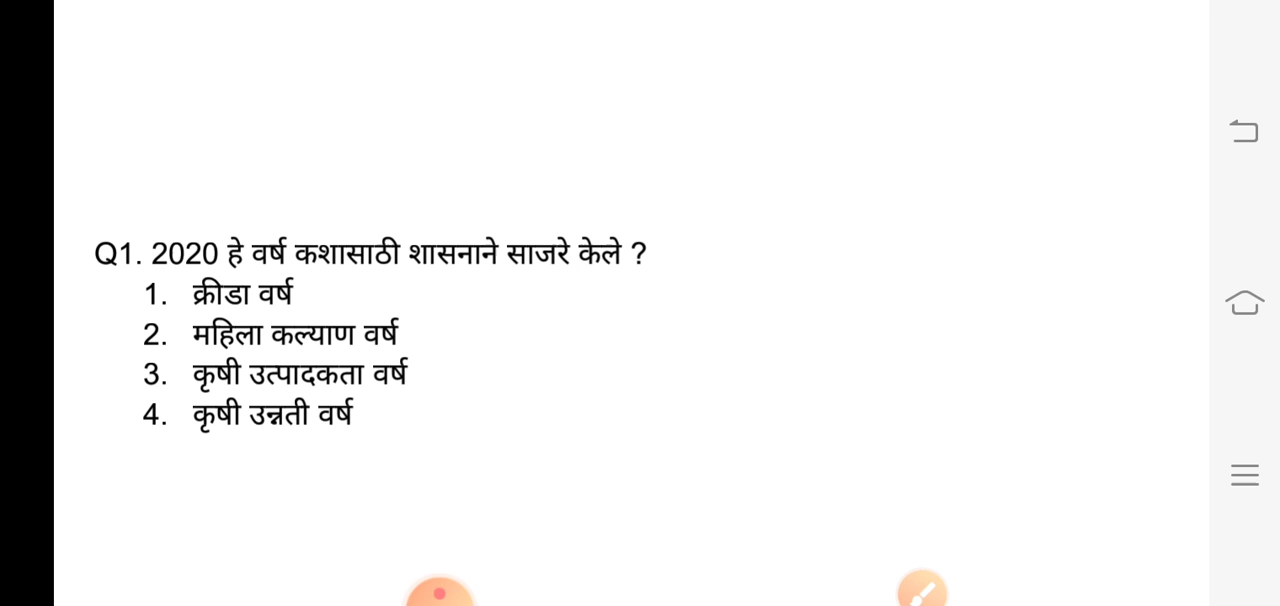 Q1. 2020 हे वर्ष कशासाठी शासनाने साजरे केले ?
1. क्रीडा वर्ष
2. महिला कल्याण वर्ष
3. कृषी उत्पादकता वर्ष
4. कृषी उन्नती वर्ष